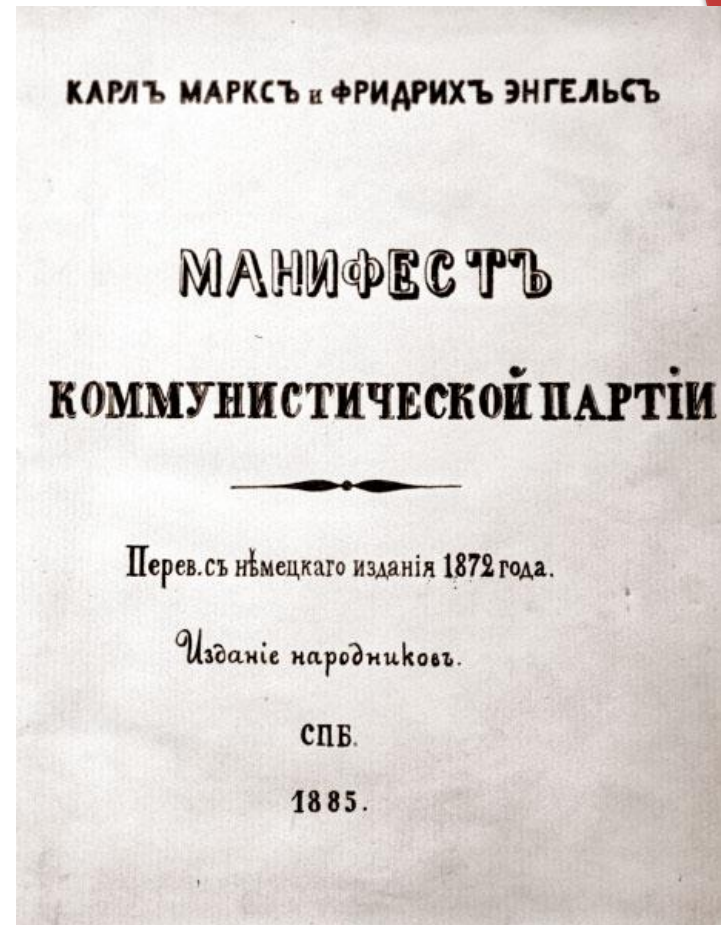 КАРЛЪ МАРКСЪ и ФРИДРИХЪ ЭНГЕЛЬСЪ
МАНИФЕСТЪ
КОММУНИСТИЧЕСКОЙ ПАРТІИ
Перев. съ нѣмецкаго изданія 1872 года.
Изданіе народниковъ.
СПБ.
1885.